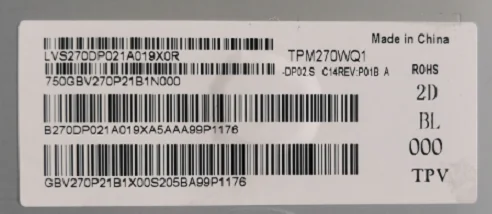 Made in China
LVS270DP021A019X0R
TPM270WQ1
-DP02 S C14REV:P01B A
ROHS
750GBV270P21B1N000
2D
BL
B270DP021A019XA5AAA99P1176
000
TPV
GBV270P21B1X00S205BA99P1176